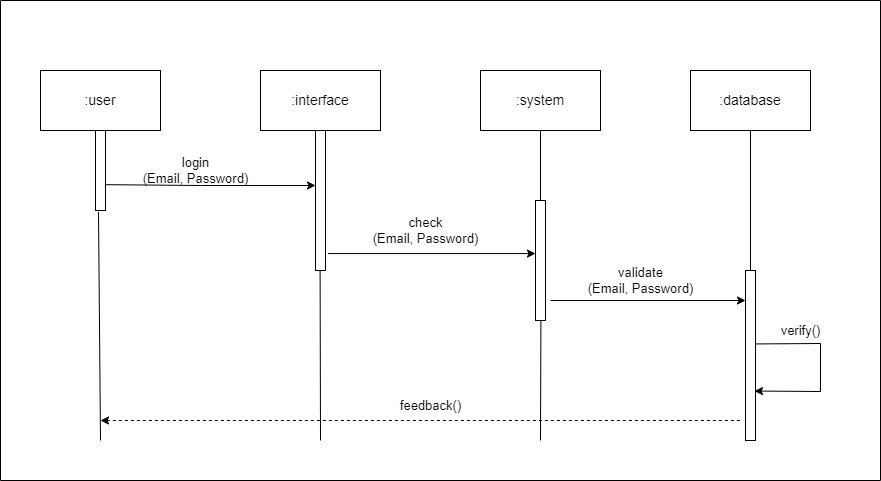 :user
:interface
:system
:database
login
(Email, Password)
check
(Email, Password)
validate
(Email, Password)
verify()
feedback()